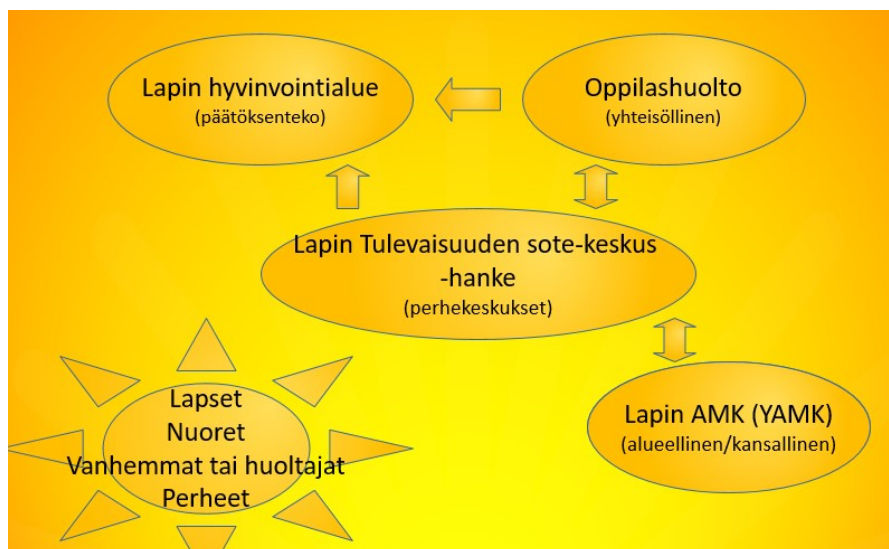 Lapin hyvinvointialue
(päätöksenteko)
Oppilashuolto
(yhteisöllinen)
Lapin Tulevaisuuden sote-keskus
-hanke
(perhekeskukset)
Lapin AMK (YAMK)
(alueellinen/kansallinen)
Lapset
Nuoret
Vanhemmat tai huoltajat
Perheet